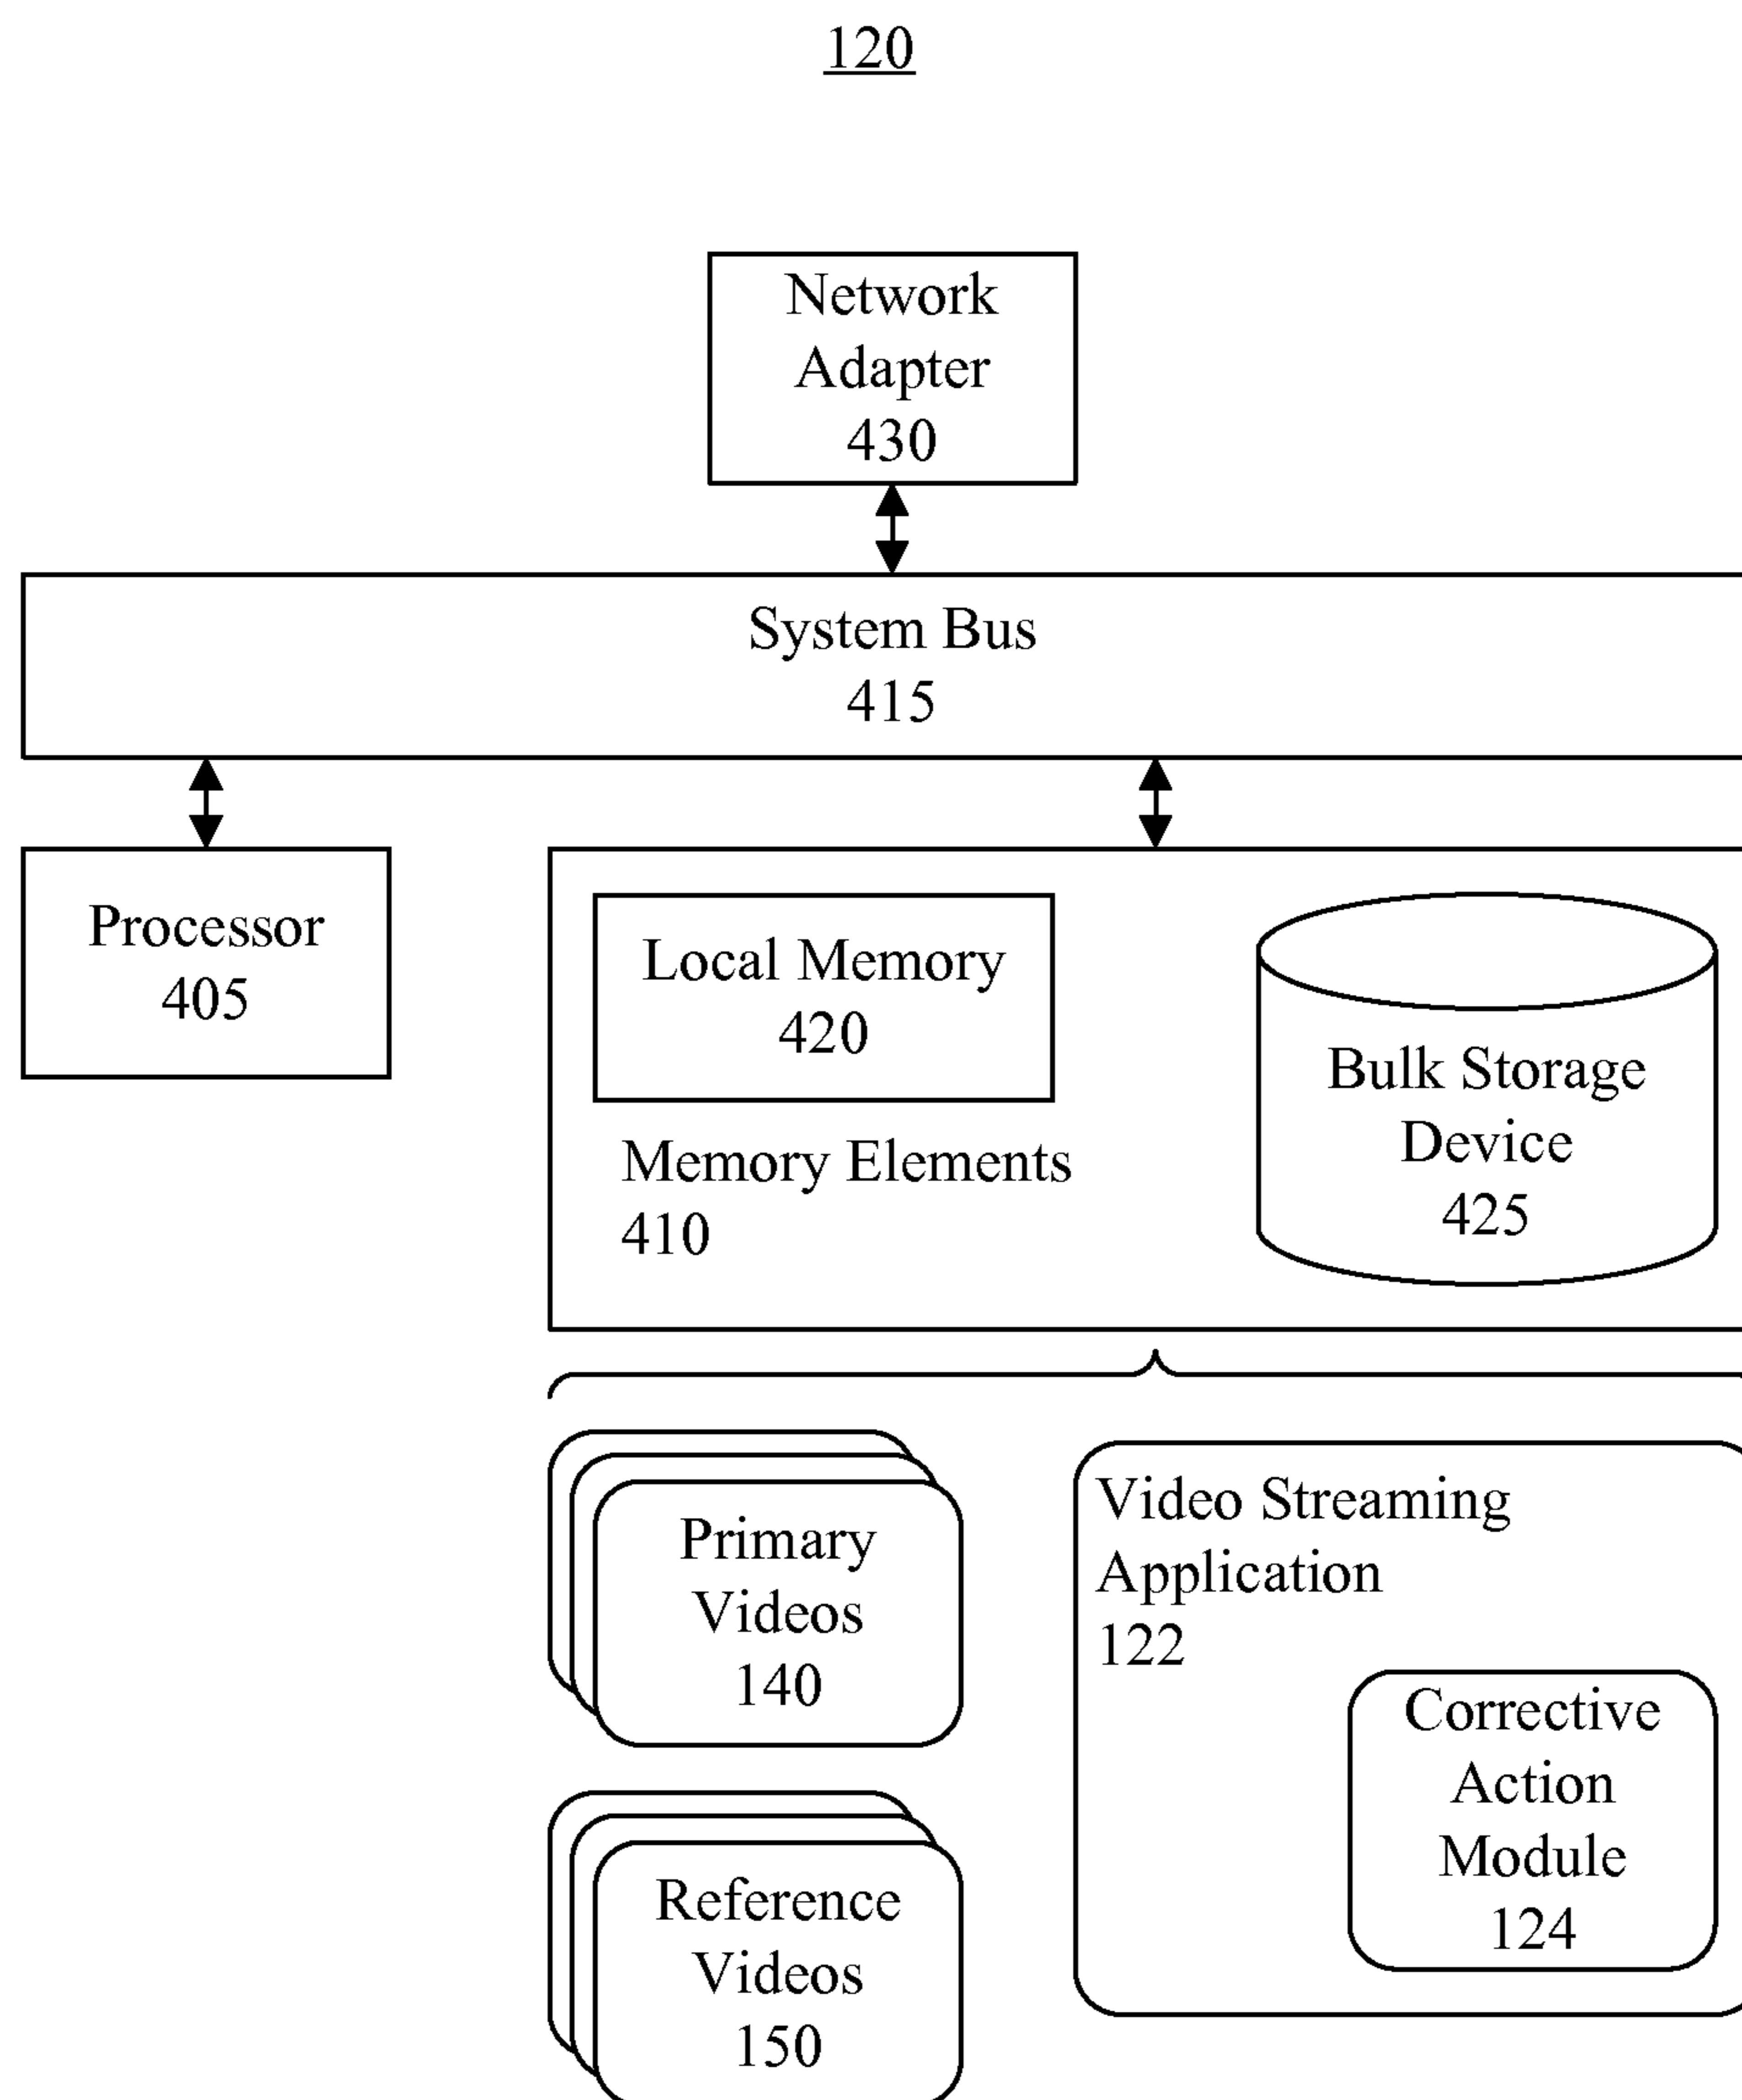 120
Network
Adapter
430
System Bus
415
Processor
405
Local Memory
420
Memory Elements
410
Bulk Storage
Device
425
Primary
Videos
140
Video Streaming
Application
122
Corrective
Action
Module
124
Reference
Videos
150